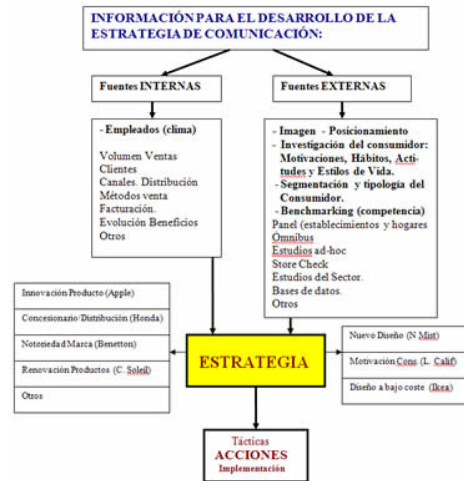 INFORMACIÓN PARA EL DESARROLLO DE LA
ESTRATEGIA DE COMUNICACIÓN:
Fuentes INTERNAS
Fuentes EXTERNAS
- Empleados (clima)
Volumen Ventas
Clientes
Canales. Distribución
Métodos venta
Facturación.
Evolución Beneficios
Otros
- Imagen - Posicionamiento
- Investigación del consumidor:
Motivaciones, Hábitos, Acti-
tudes y Estilos de Vida.
- Segmentación y tipología del
Consumidor.
- Benchmarking (competencia)
Panel (establecimientos y hogares
Ómnibus
Estudios ad-hoc
Store Check
Estudios del Sector.
Bases de datos.
Otros
Innovación Producto (Apple)
Concesionario/Distribución (Honda)
Notoriedad Marca (Benetton)
Renovación Productos (C. Soleil)
Otros
ESTRATEGIA
Nuevo Diseño (N Mist)
Motivación Cons. (L. Calif)
Diseño a bajo coste (Ikea)
Tácticas
ACCIONES
Implementación